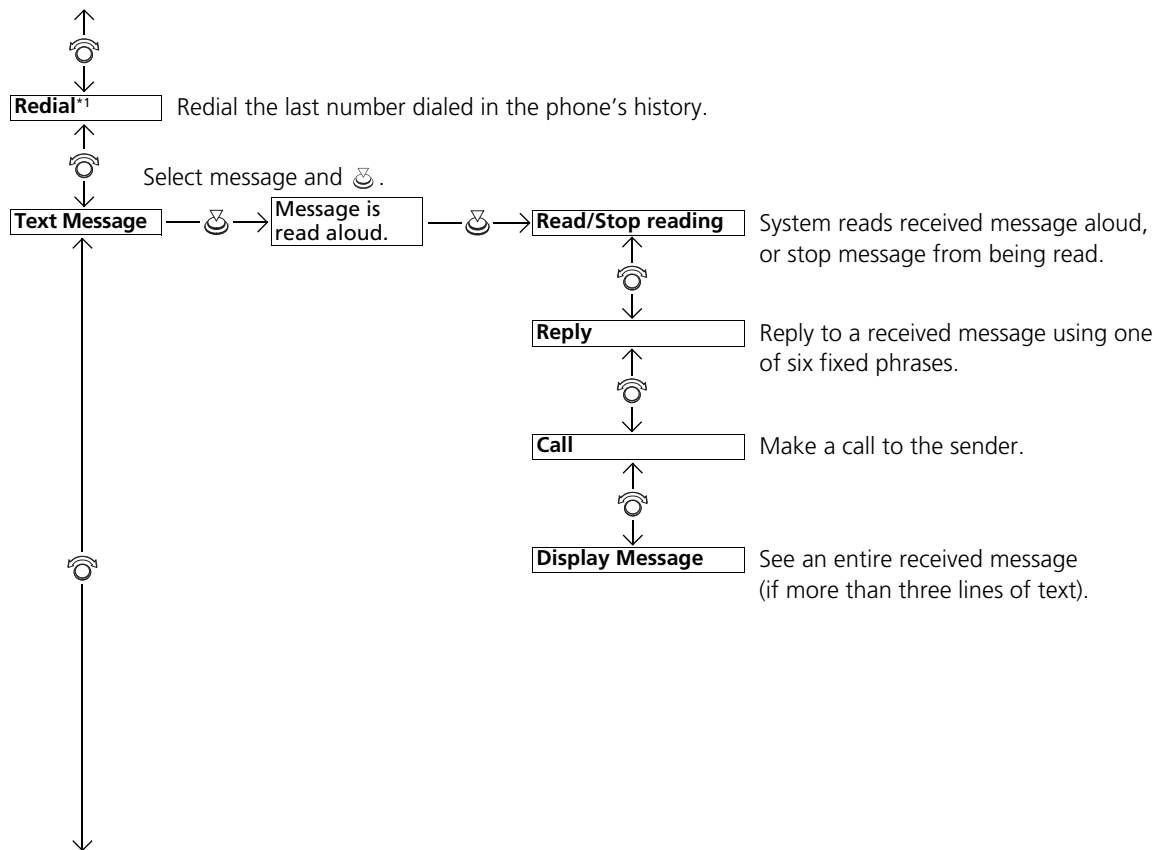 Redial*1
Redial the last number dialed in the phone's history.
Select message and .
Text Message
Message is
read aloud.
Read/Stop reading
System reads received message aloud,
or stop message from being read.
Reply
Reply to a received message using one
of six fixed phrases.
Call
Make a call to the sender.
Display Message
See an entire received message
(if more than three lines of text).